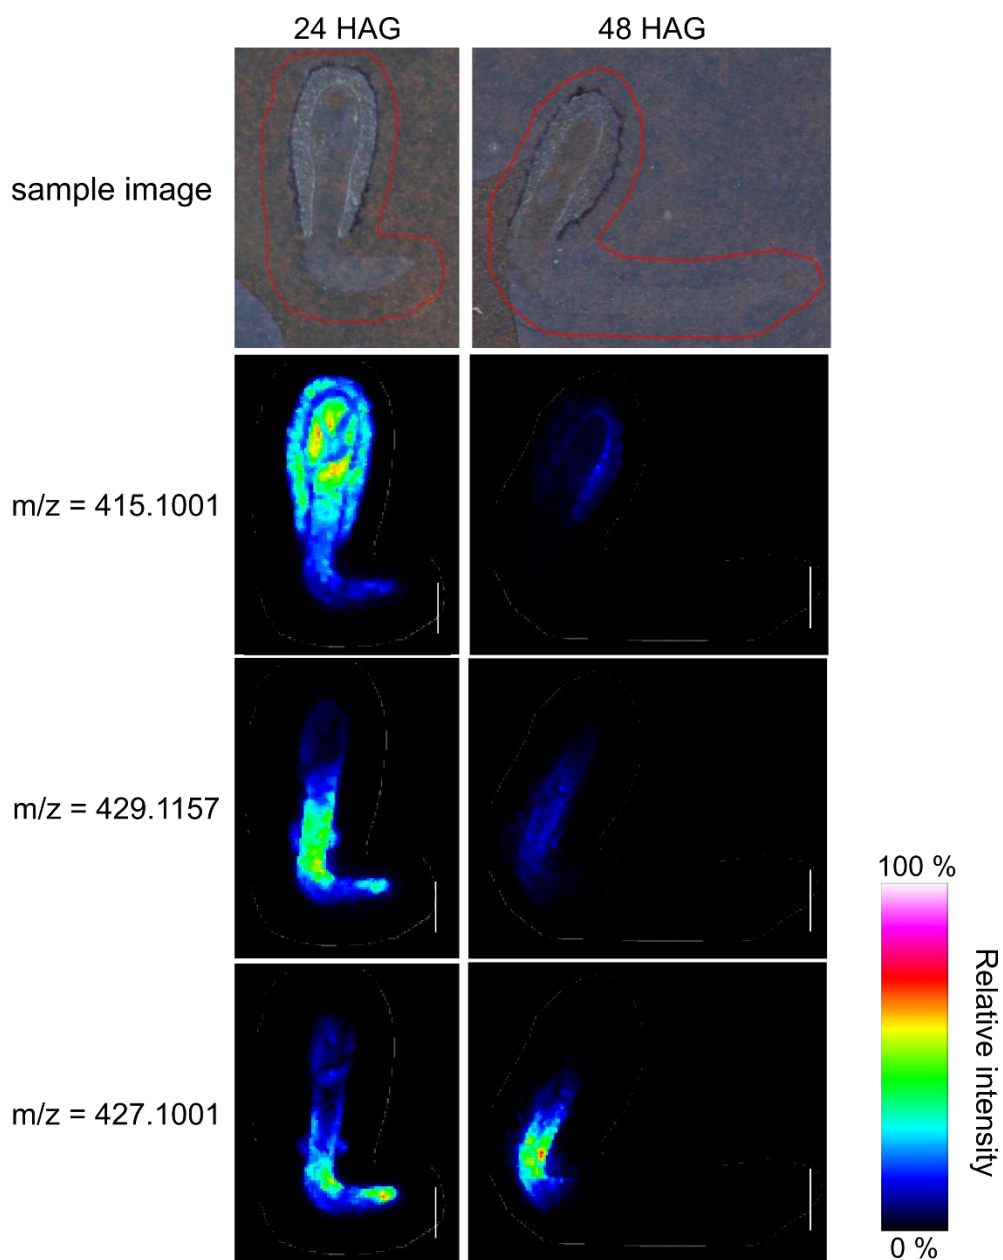 24 HAG
48 HAG
sample image
m/z = 415.1001
m/z = 429.1157
m/z = 427.1001
100 %
Relative intensity
0 %